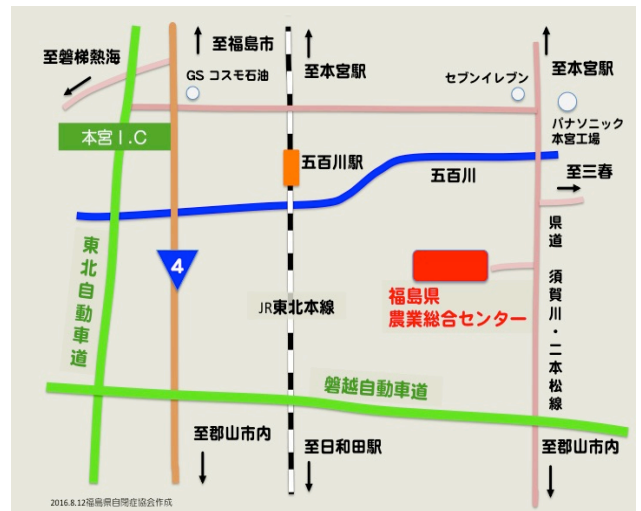 至福島市
至磐梯熱海
至本宮駅
至本宮駅
GS コスモ石油
セブンイレブン
パナソニック
本宮工場
本宮I.C
五百川駅
五百川
至三春
東北自動車道
4
県道 須賀川・二本松線
福島県
農業総合センター
JR東北本線
磐越自動車道
至郡山市内
至日和田駅
至郡山市内
2016.8.12福島県自閉症協会作成